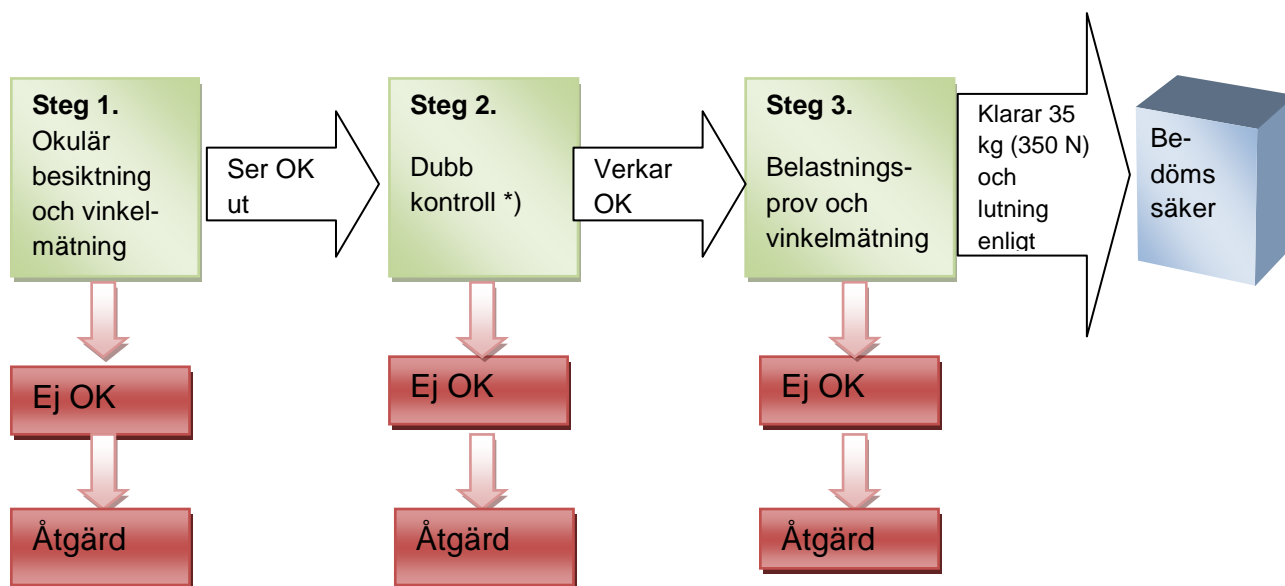 Steg 1.
Okulär
besiktning
och vinkel-
mätning
Ser OK
ut
Steg 2.
Dubb
kontroll *)
Verkar
OK
Steg 3.
Belastnings-
prov och
vinkelmätning
Klarar 35
kg (350 N)
och
lutning
enligt
Be-
döms
säker
Ej OK
Ej OK
Ej OK
Åtgärd
Åtgärd
Åtgärd